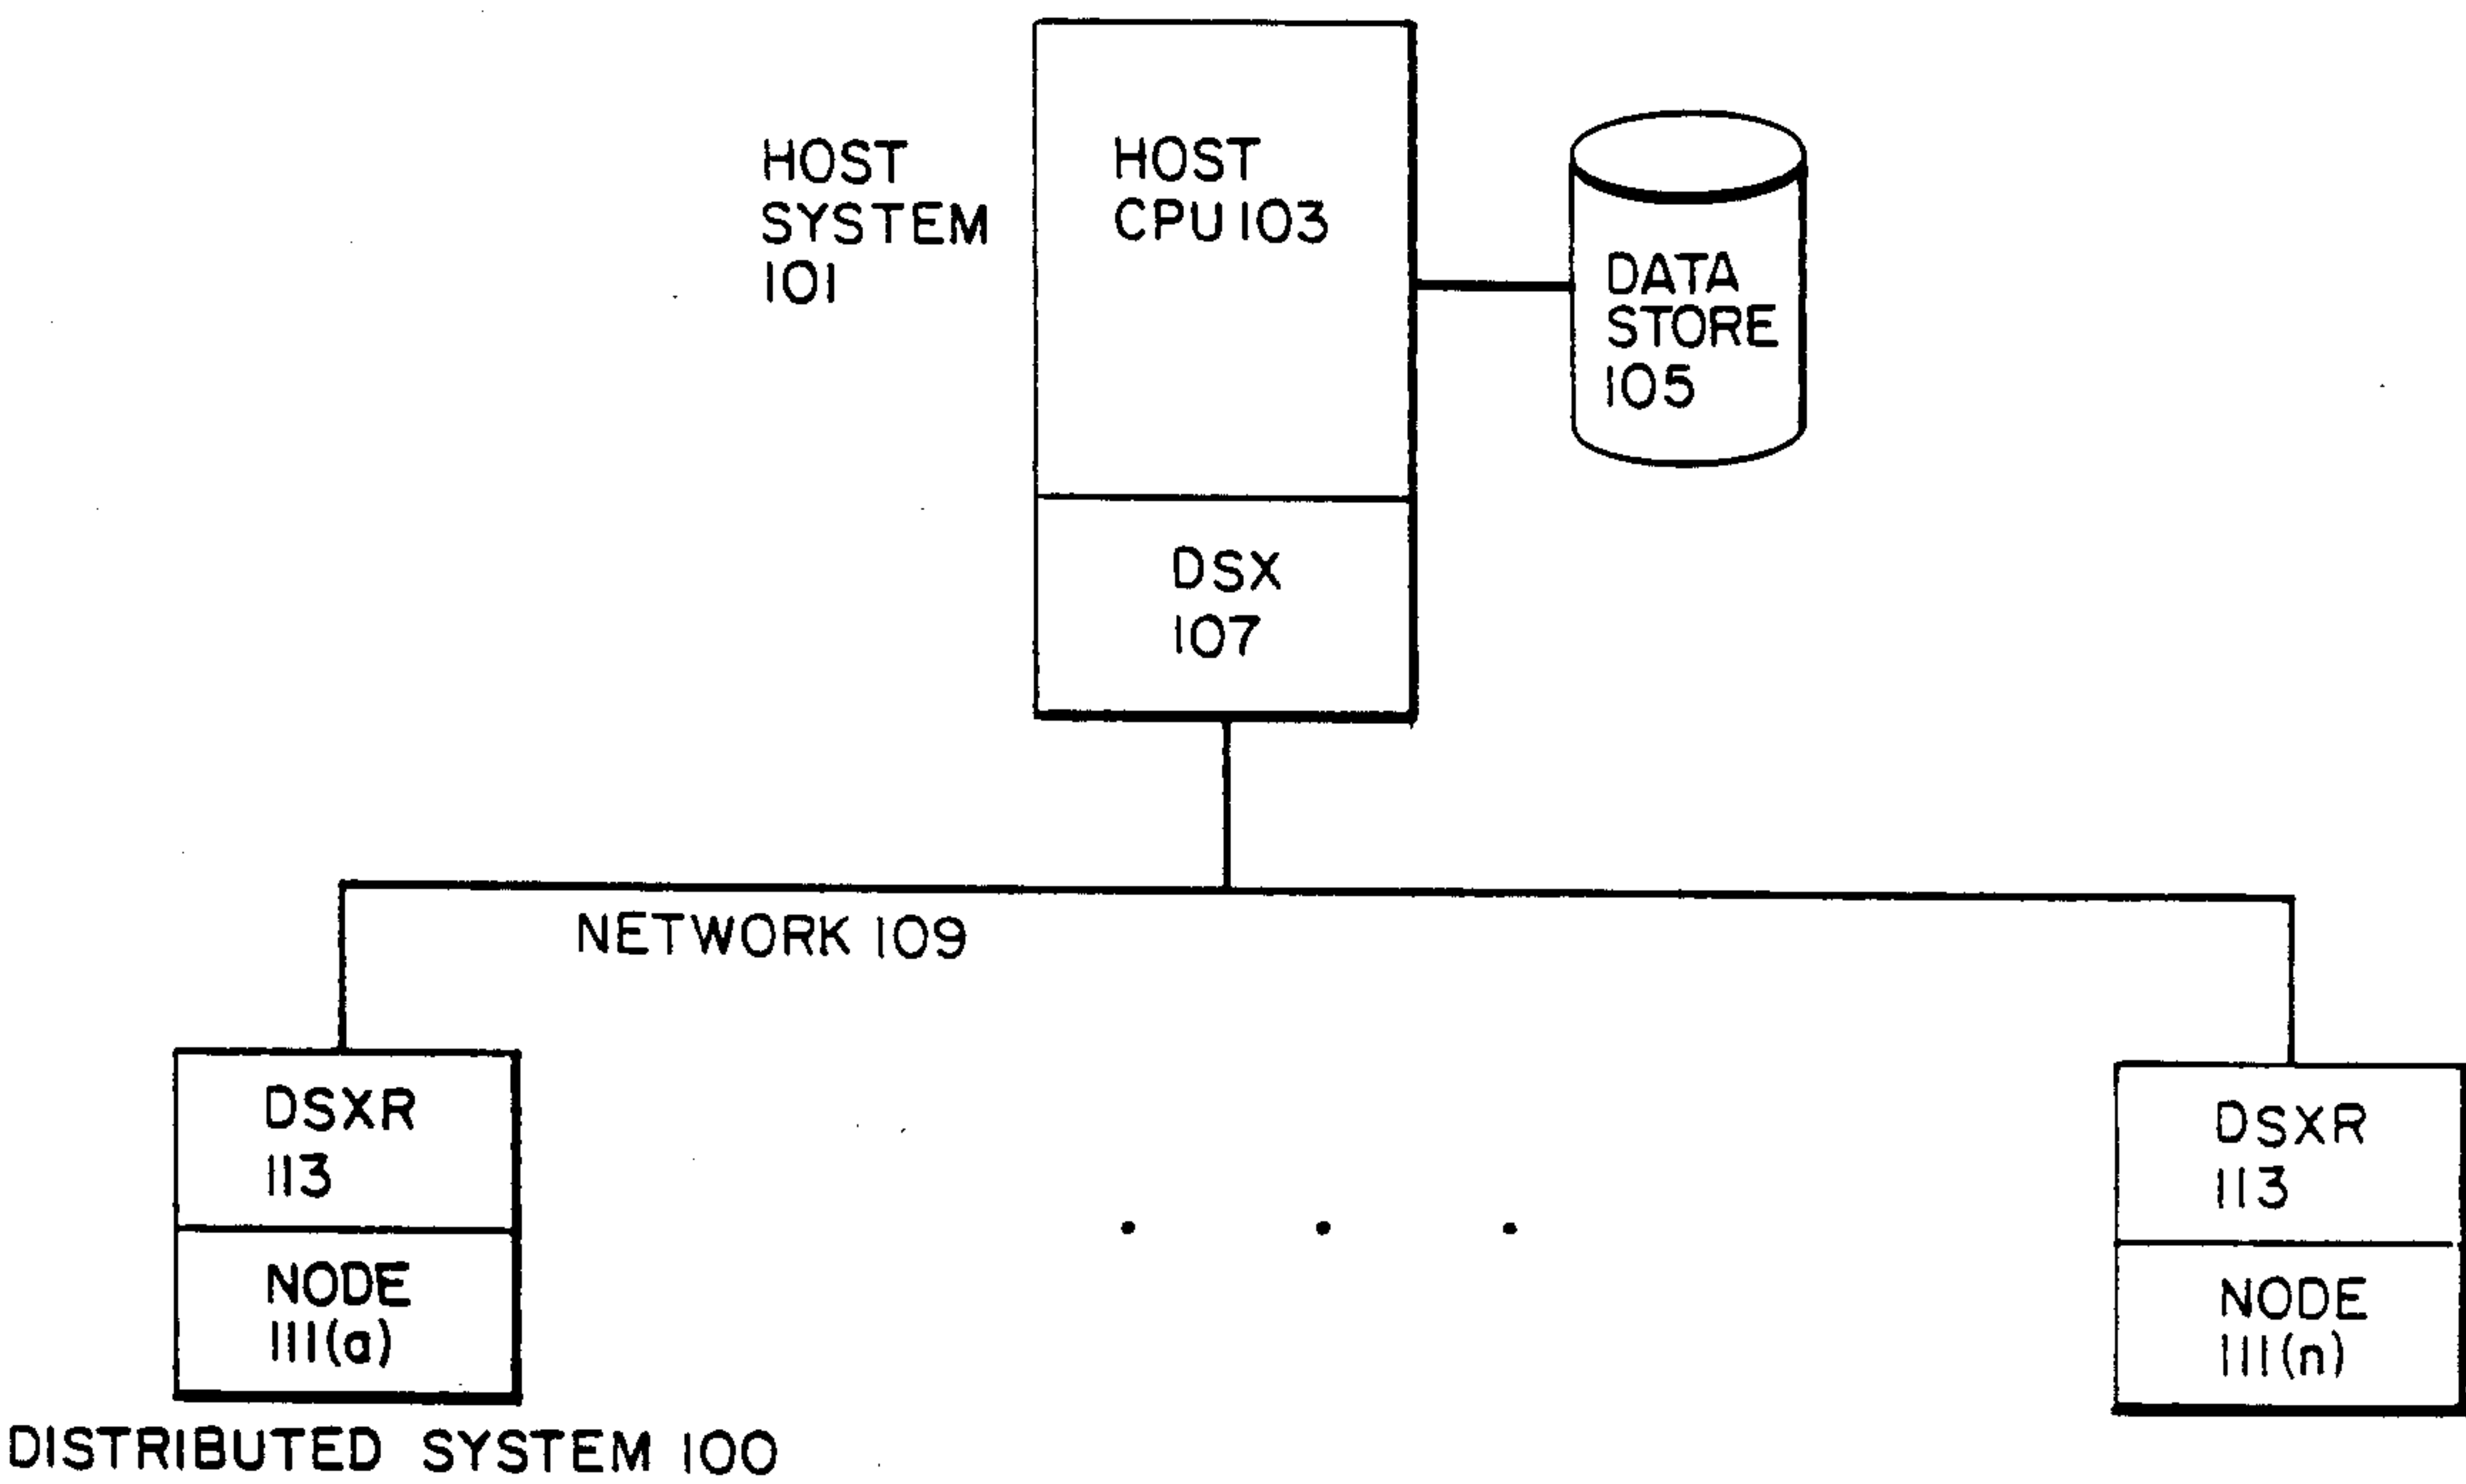 HOST
SYSTEM
101
HOST
CPU 103
DATA
STORE
105
DSX
107
NETWORK 109
DSXR
113
NODE
111(a)
DSXR
113
NODE
111(n)
DISTRIBUTED SYSTEM 100